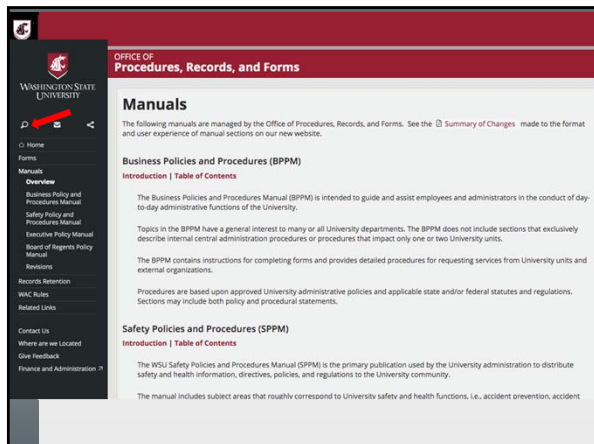 WASHINGTON STATE
UNIVERSITY
Home
Forms
Manuals
Overview
Business Policy and
Procedures Manual
Safety Policy and
Procedures Manual
Executive Policy Manual
Board of Regents Policy
Manual
Revisions
Records Retention
WAC Rules
Related Links
Contact Us
Where are we Located
Give Feedback
Finance and Administration
OFFICE OF
Procedures, Records, and Forms
Manuals
The following manuals are managed by the Office of Procedures, Records, and Forms. See the Summary of Changes made to the format
and user experience of manual sections on our new website.
Business Policies and Procedures (BPPM)
Introduction | Table of Contents
The Business Policies and Procedures Manual (BPPM) is intended to guide and assist employees and administrators in the conduct of day-
to-day administrative functions of the University.
Topics in the BPPM have a general interest to many or all University departments. The BPPM does not include sections that exclusively
describe internal central administration procedures or procedures that impact only one or two University units.
The BPPM contains instructions for completing forms and provides detailed procedures for requesting services from University units and
external organizations.
Procedures are based upon approved University administrative policies and applicable state and/or federal statutes and regulations.
Sections may include both policy and procedural statements.
Safety Policies and Procedures (SPPM)
Introduction | Table of Contents
The WSU Safety Policies and Procedures Manual (SPPM) is the primary publication used by the University administration to distribute
safety and health information, directives, policies, and regulations to the University community.
The manual includes subject areas that roughly correspond to University safety and health functions, i.e., accident prevention, accident